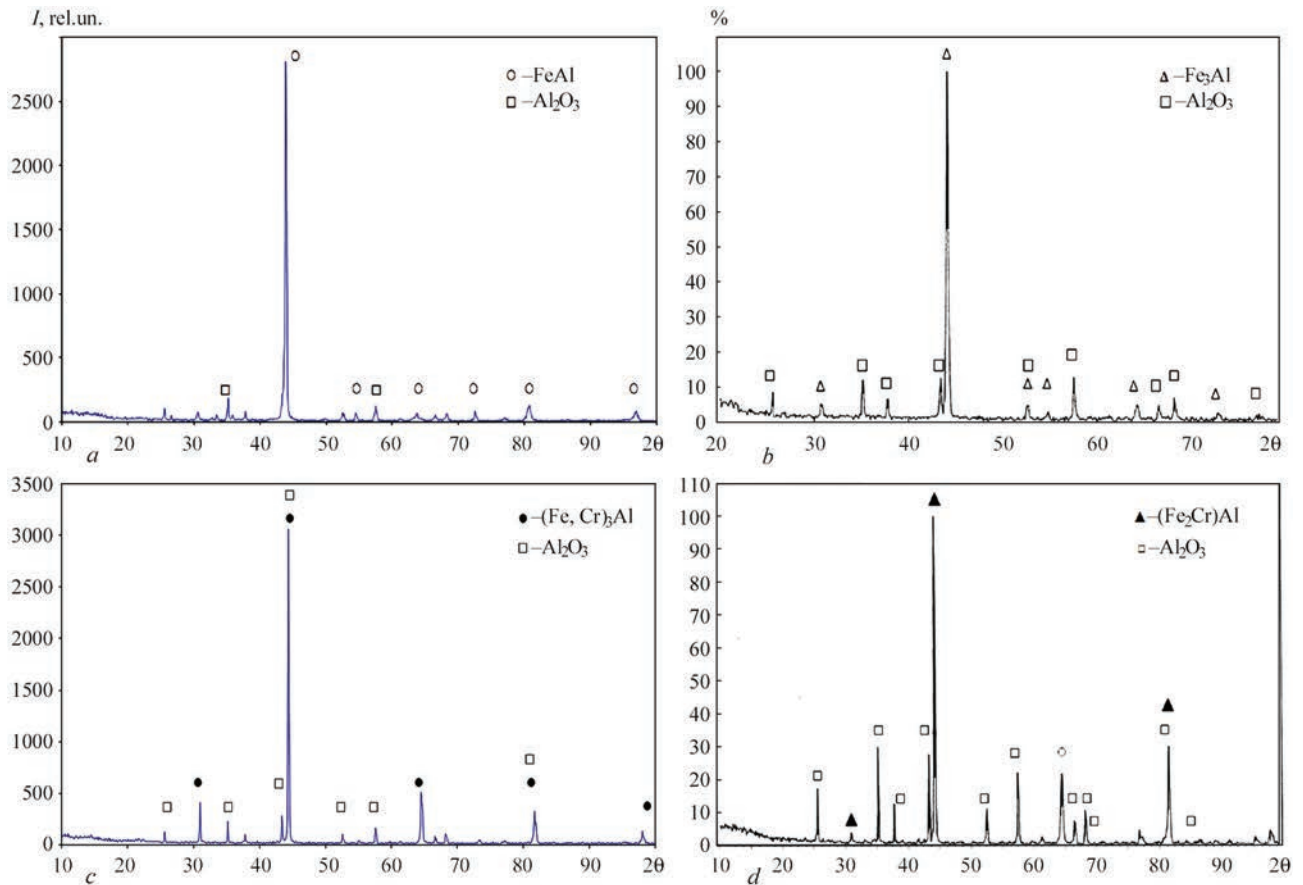 I, rel.un.
2500
2000
1500
1000
500
0
10 20 30 40 50 60 70 80 90 2θ
a
–FeAl
–Al₂O₃
%
100
90
80
70
60
50
40
30
20
10
0
20 30 40 50 60 70 2θ
b
–Fe₃Al
–Al₂O₃
3500
3000
2500
2000
1500
1000
500
0
10 20 30 40 50 60 70 80 90 2θ
c
–(Fe, Cr)₃Al
–Al₂O₃
110
100
90
80
70
60
50
40
30
20
10
0
10 20 30 40 50 60 70 80 90 2θ
d
–(Fe₂Cr)Al
–Al₂O₃